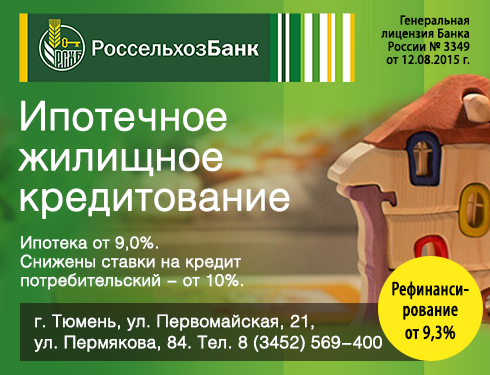 РоссельхозБанк
Генеральная
лицензия Банка
России № 3349
от 12.08.2015 г.
Ипотечное
жилищное
кредитование
Ипотека от 9,0%.
Снижены ставки на кредит
потребительский – от 10%.
Рефинанси-
рование
от 9,3%
г. Тюмень, ул. Первомайская, 21,
ул. Пермякова, 84. Тел. 8 (3452) 569–400